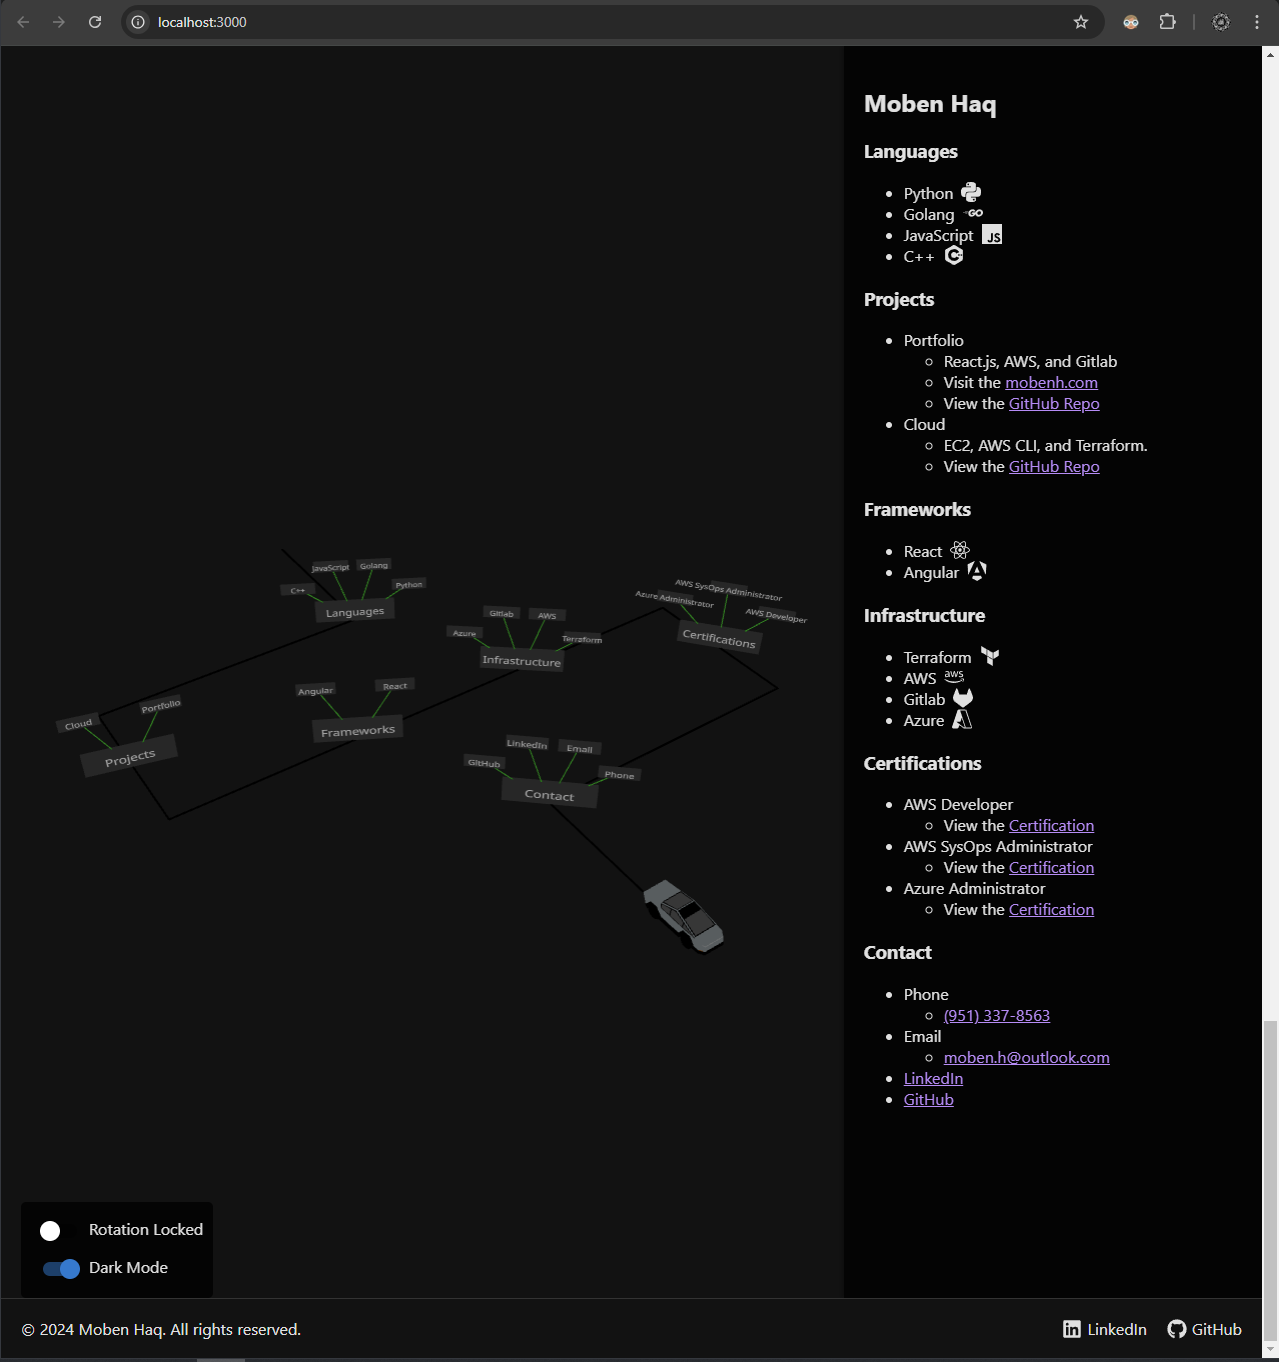 localhost:3000
Moben Haq
Languages
Python
Golang GO
JavaScript JS
C++ C
Projects
Portfolio
React.js, AWS, and Gitlab
Visit the mobenh.com
View the GitHub Repo
Cloud
EC2, AWS CLI, and Terraform.
View the GitHub Repo
Frameworks
React
Angular
Infrastructure
Terraform
AWS aws
Gitlab
Azure
Certifications
AWS Developer
View the Certification
AWS SysOps Administrator
View the Certification
Azure Administrator
View the Certification
Contact
Phone
(951) 337-8563
Email
moben.h@outlook.com
LinkedIn
GitHub
JavaScript
Golang
C++
Python
Languages
AWS SysOps Administrator
Azure Administrator
AWS Developer
Certifications
Gitlab
AWS
Azure
Terraform
Infrastructure
Angular
React
Frameworks
Cloud
Portfolio
Projects
LinkedIn
Email
GitHub
Phone
Contact
Rotation Locked
Dark Mode
© 2024 Moben Haq. All rights reserved.
in LinkedIn
GitHub